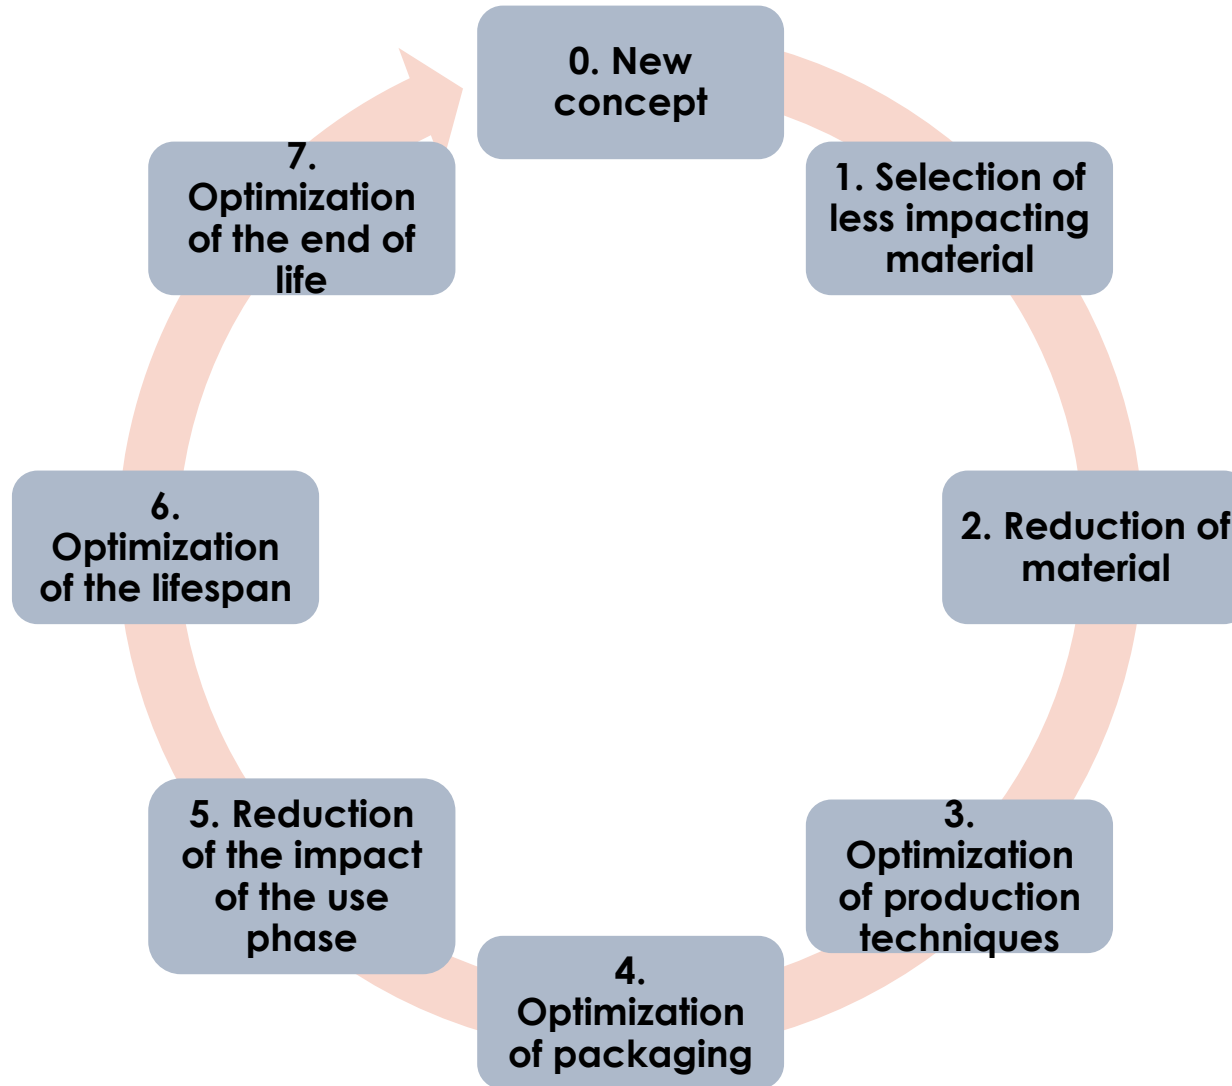 0. New
concept
1. Selection of
less impacting
material
2. Reduction of
material
3.
Optimization
of production
techniques
4.
Optimization
of packaging
5. Reduction
of the impact
of the use
phase
6.
Optimization
of the lifespan
7.
Optimization
of the end of
life